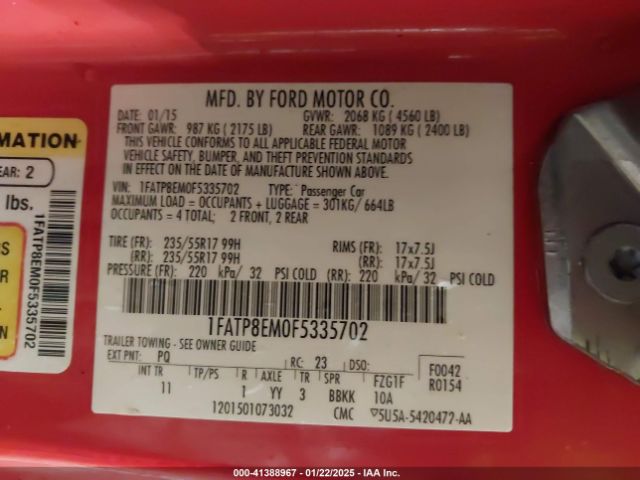 MFD. BY FORD MOTOR CO.
DATE: 01/15 GVWR: 2068 KG ( 4560 LB)
FRONT GAWR: 987 KG ( 2175 LB) REAR GAWR: 1089 KG ( 2400 LB)
THIS VEHICLE CONFORMS TO ALL APPLICABLE FEDERAL MOTOR
VEHICLE SAFETY, BUMPER, AND THEFT PREVENTION STANDARDS
IN EFFECT ON THE DATE OF MANUFACTURE SHOWN ABOVE.
VIN: 1FATP8EM0F5335702 TYPE: Passenger Car
MAXIMUM LOAD = OCCUPANTS + LUGGAGE = 301KG/ 664LB
OCCUPANTS = 4 TOTAL; 2 FRONT, 2 REAR
TIRE (FR): 235/55R17 99H RIMS (FR): 17x7.5J
(RR): 235/55R17 99H (RR): 17x7.5J
PRESSURE (FR): 220 kPa/ 32 PSI COLD (RR): 220 kPa/ 32 PSI COLD
1FATP8EM0F5335702
TRAILER TOWING - SEE OWNER GUIDE
EXT PNT: PQ RC: 23 DSO: F0042
INT TR TP/PS R AXLE TR SPR FZG1F R0154
11 1 YY 3 BBKK 10A
1201501073032 CMC 5U5A-5420472-AA
RMATION
EAR: 2
lbs.
1FATP8EM0F5335702
S
ER
000-41388967 - 01/22/2025 - IAA Inc.